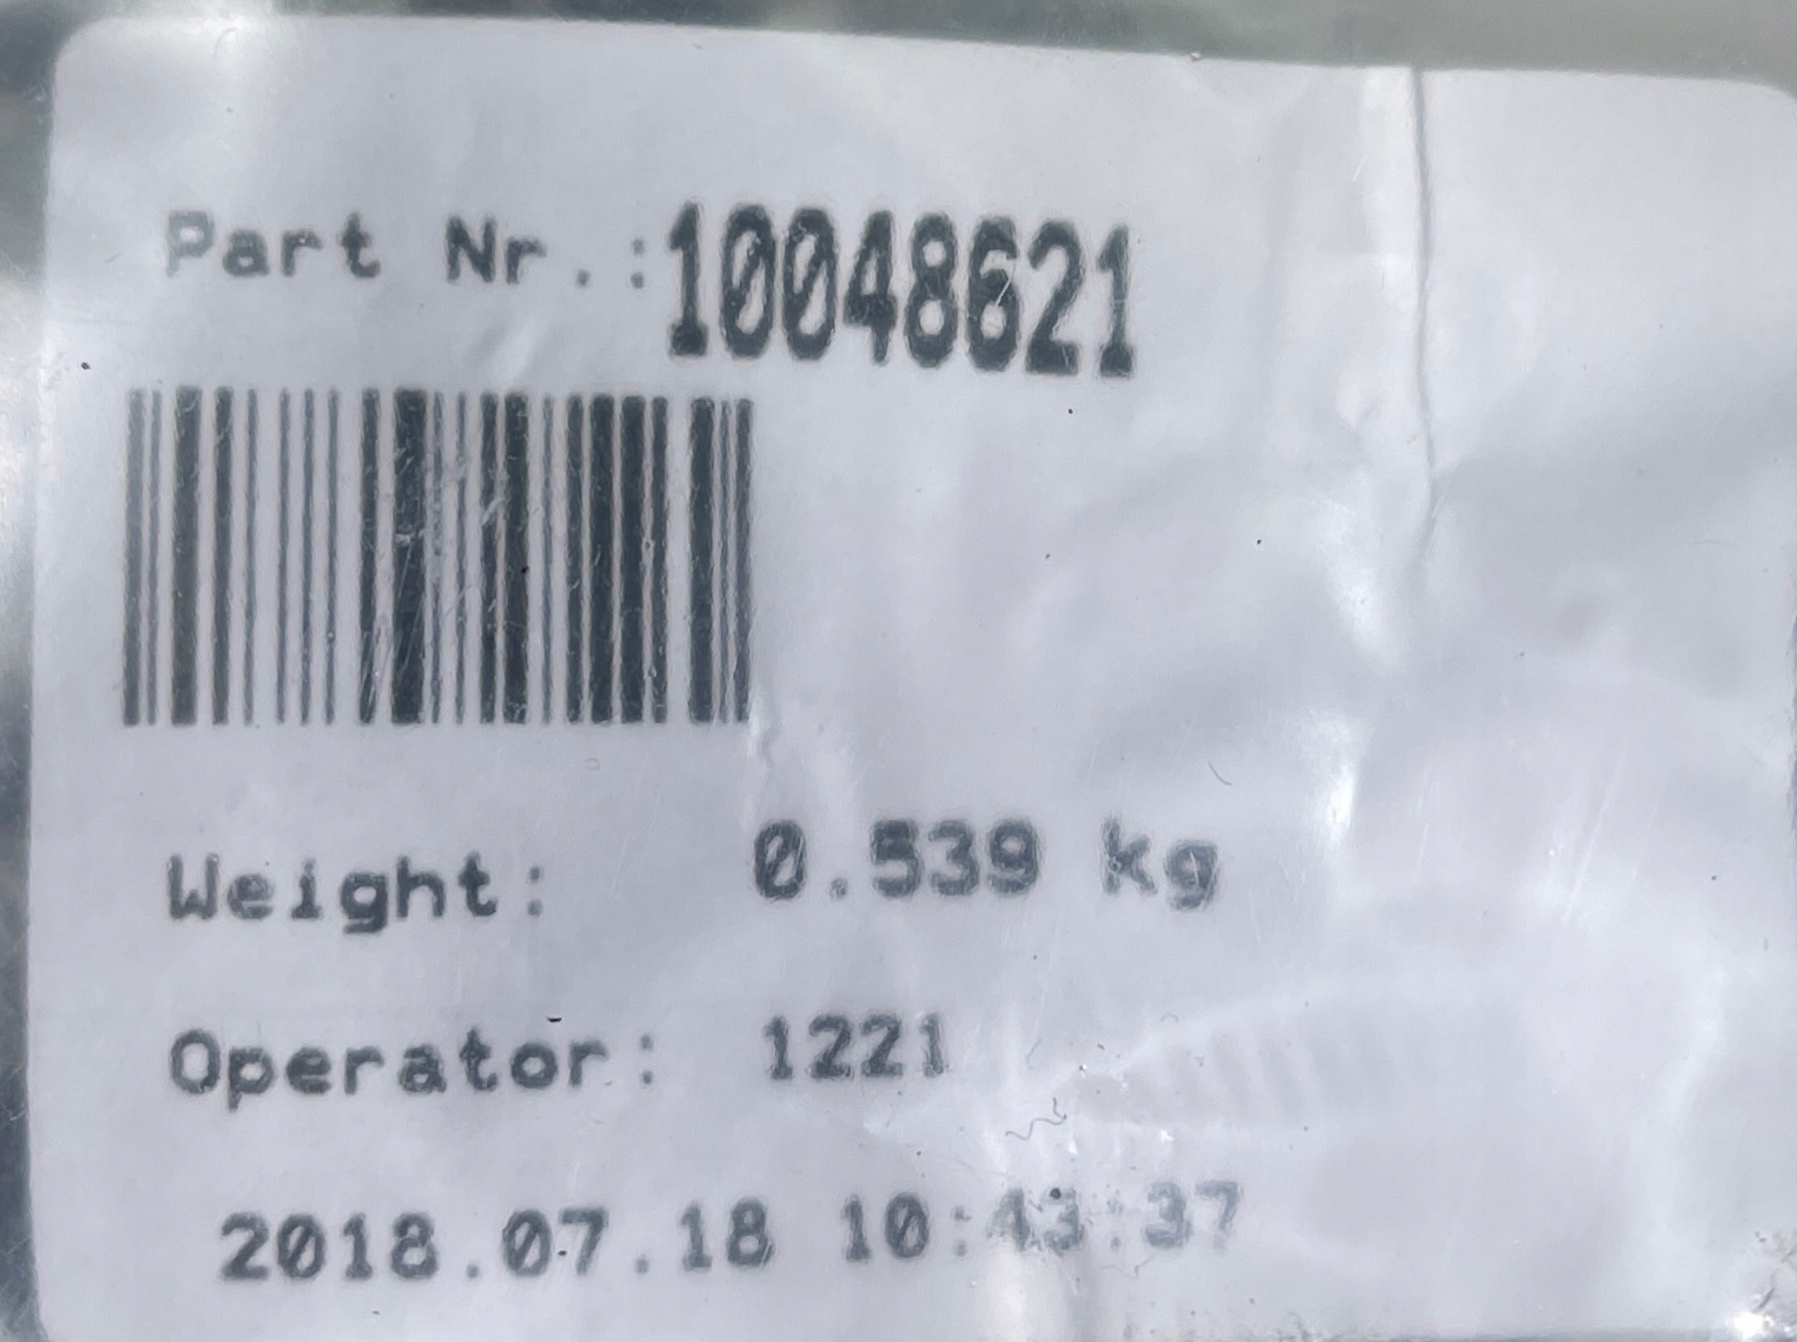 Part Nr.:10048621
Weight: 0.539 kg
Operator: 1221
2018.07.18 10:43:37